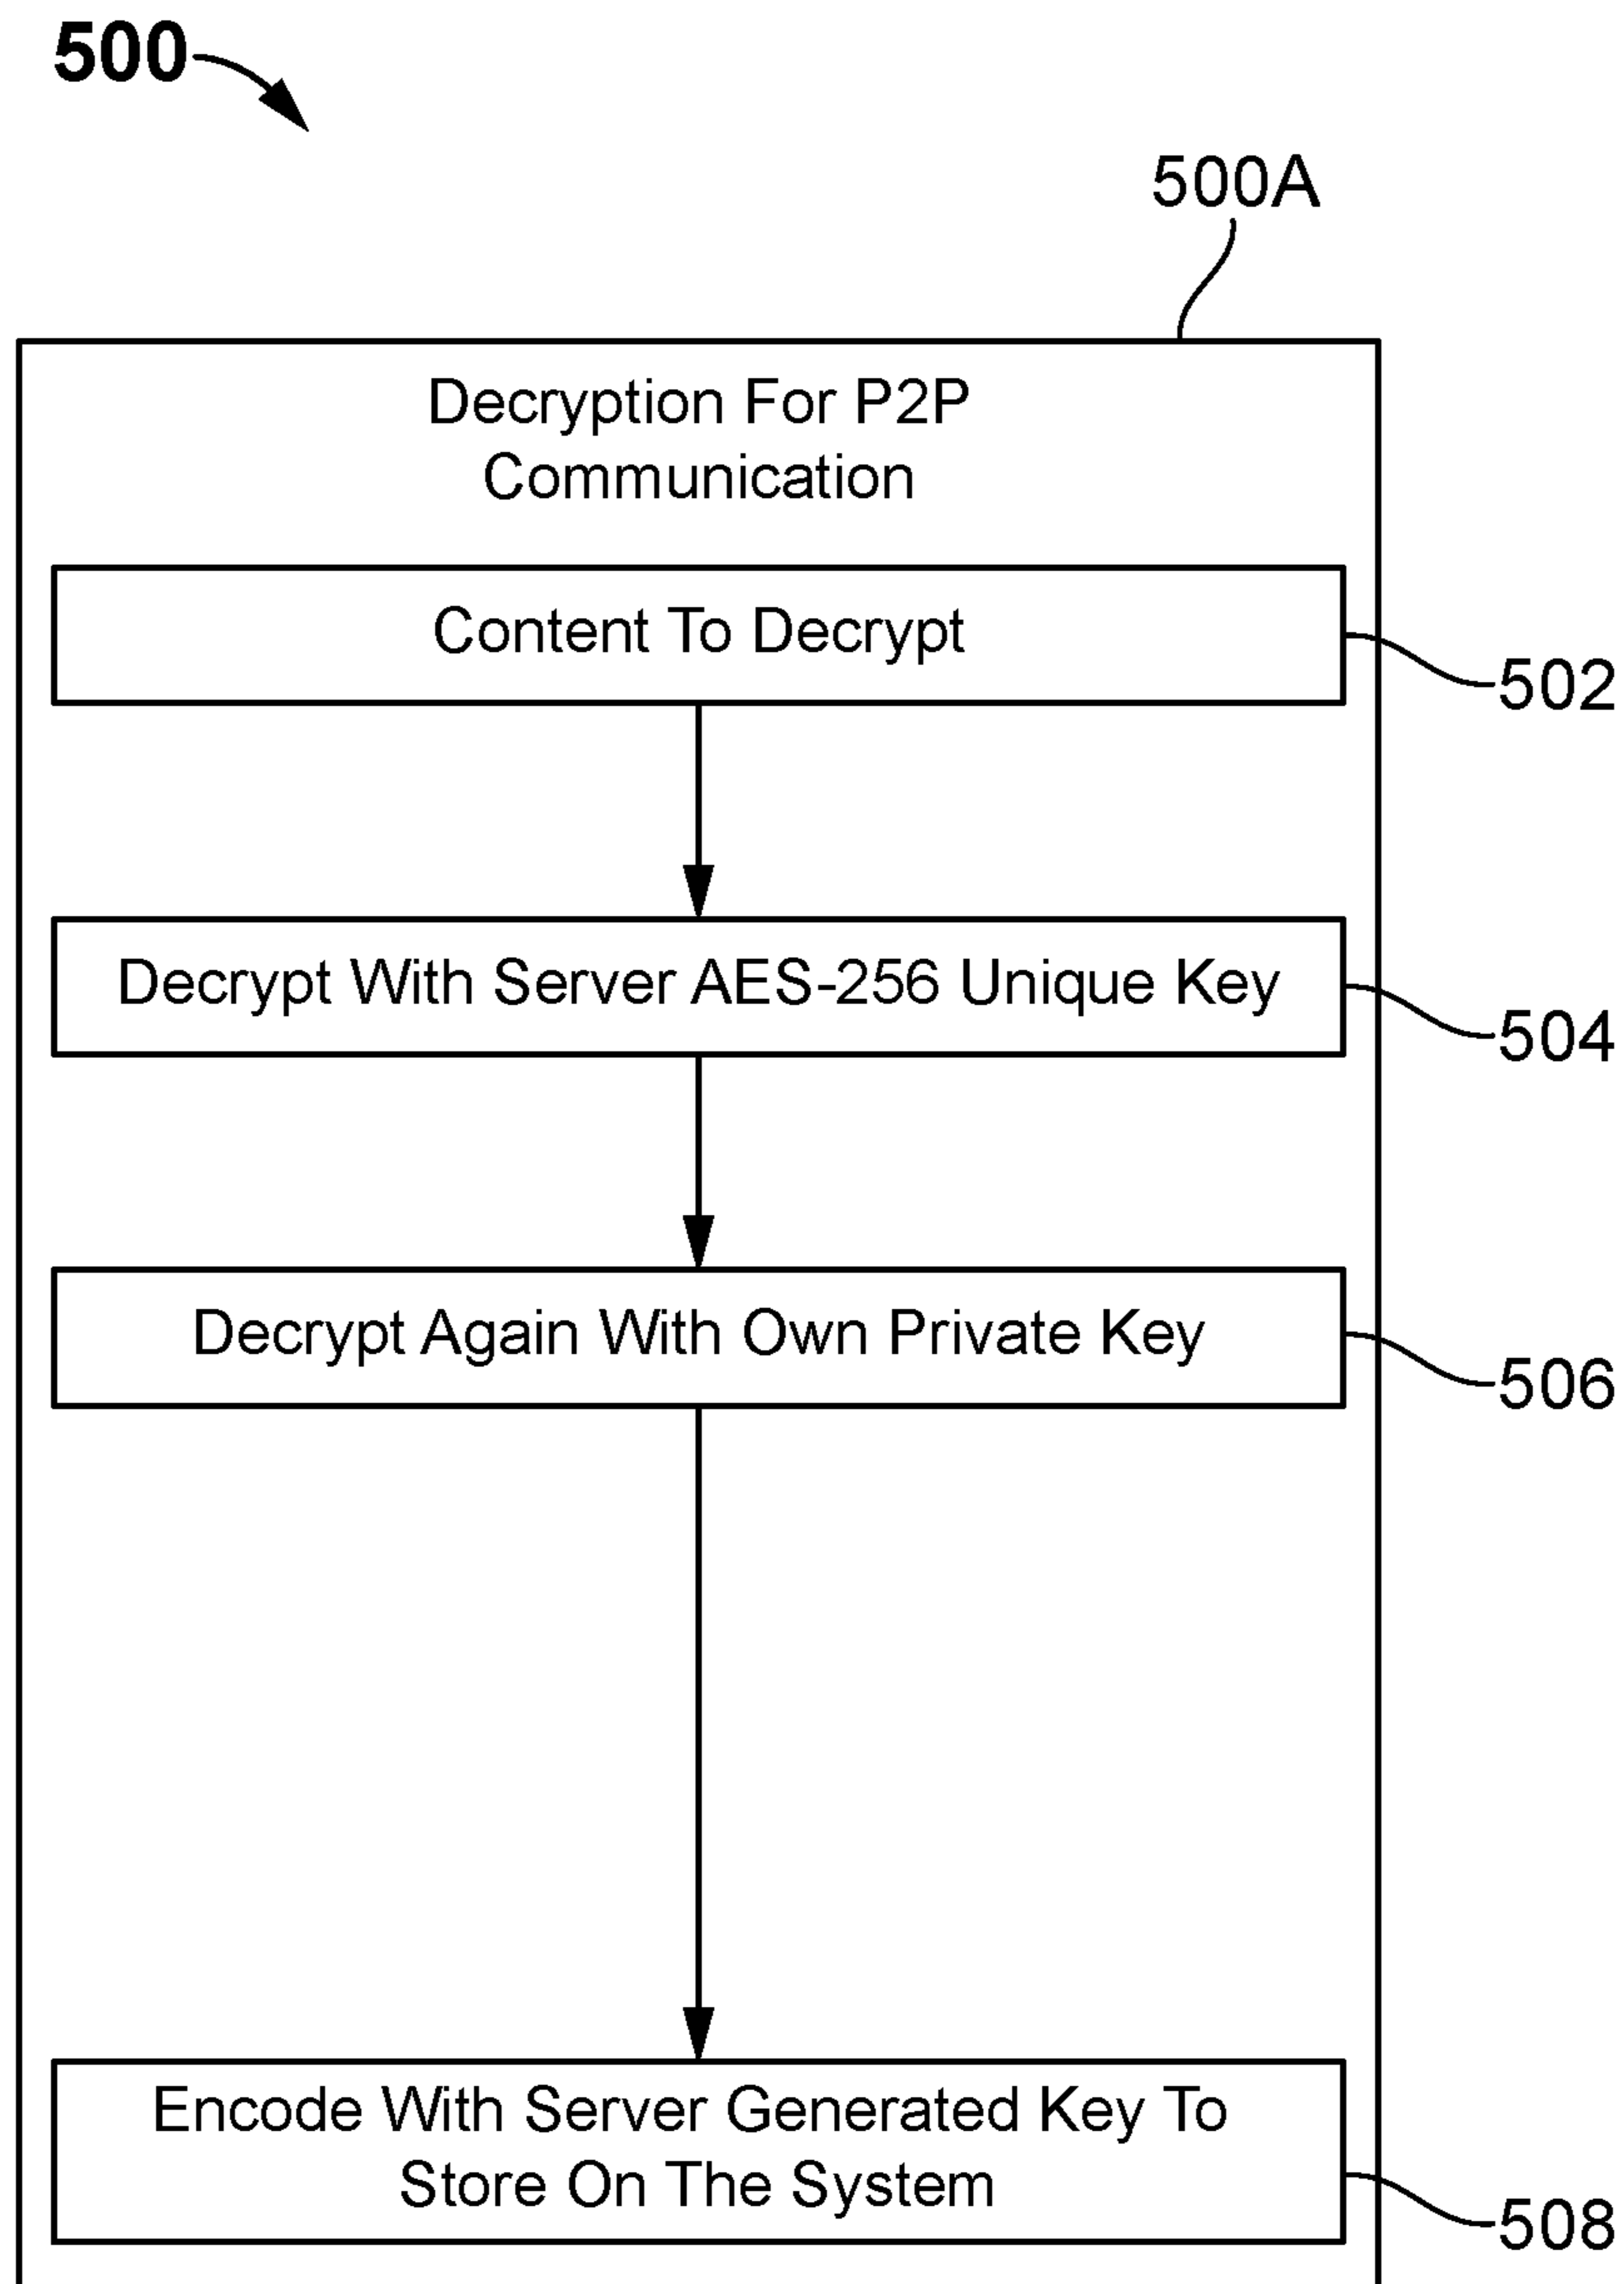 500
500A
Decryption For P2P
Communication
Content To Decrypt
502
Decrypt With Server AES-256 Unique Key
504
Decrypt Again With Own Private Key
506
Encode With Server Generated Key To
Store On The System
508